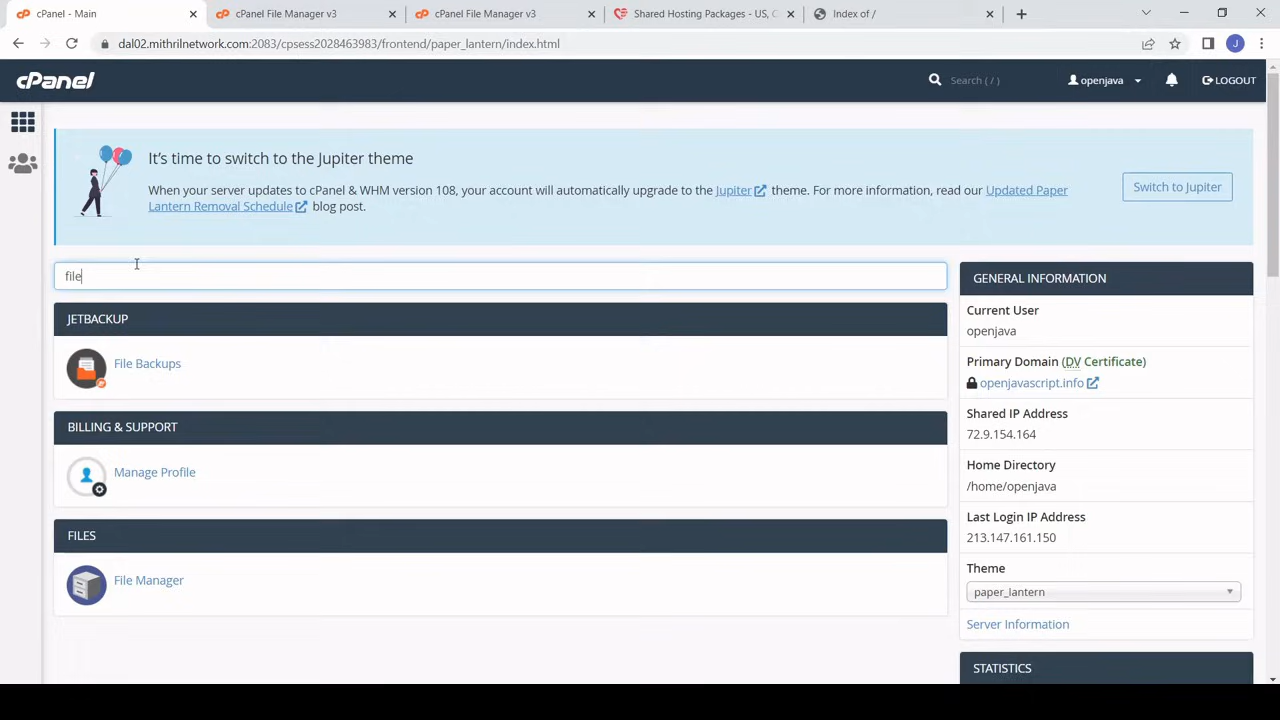 cPanel - Main
cPanel File Manager v3
cPanel File Manager v3
Shared Hosting Packages - US, C
Index of /
dal02.mithrilnetwork.com:2083/cpsess2028463983/frontend/paper_lantern/index.html
J
cPanel
Search ( / )
openjava
LOGOUT
It's time to switch to the Jupiter theme
When your server updates to cPanel & WHM version 108, your account will automatically upgrade to the Jupiter theme. For more information, read our Updated Paper
Lantern Removal Schedule blog post.
Switch to Jupiter
file
JETBACKUP
File Backups
BILLING & SUPPORT
Manage Profile
FILES
File Manager
GENERAL INFORMATION
Current User
openjava
Primary Domain (DV Certificate)
openjavascript.info
Shared IP Address
72.9.154.164
Home Directory
/home/openjava
Last Login IP Address
213.147.161.150
Theme
paper_lantern
Server Information
STATISTICS